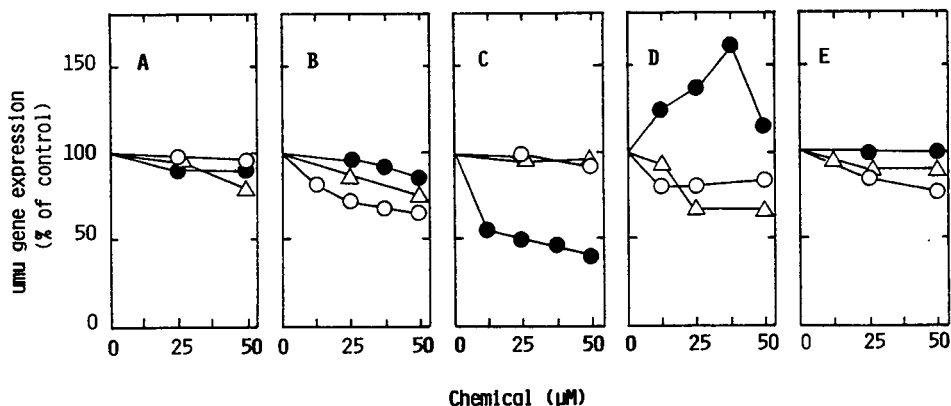 umu gene expression
(% of control)
150
100
50
0
A
B
C
D
E
0 25 50
0 25 50
0 25 50
0 25 50
0 25 50
Chemical (µM)